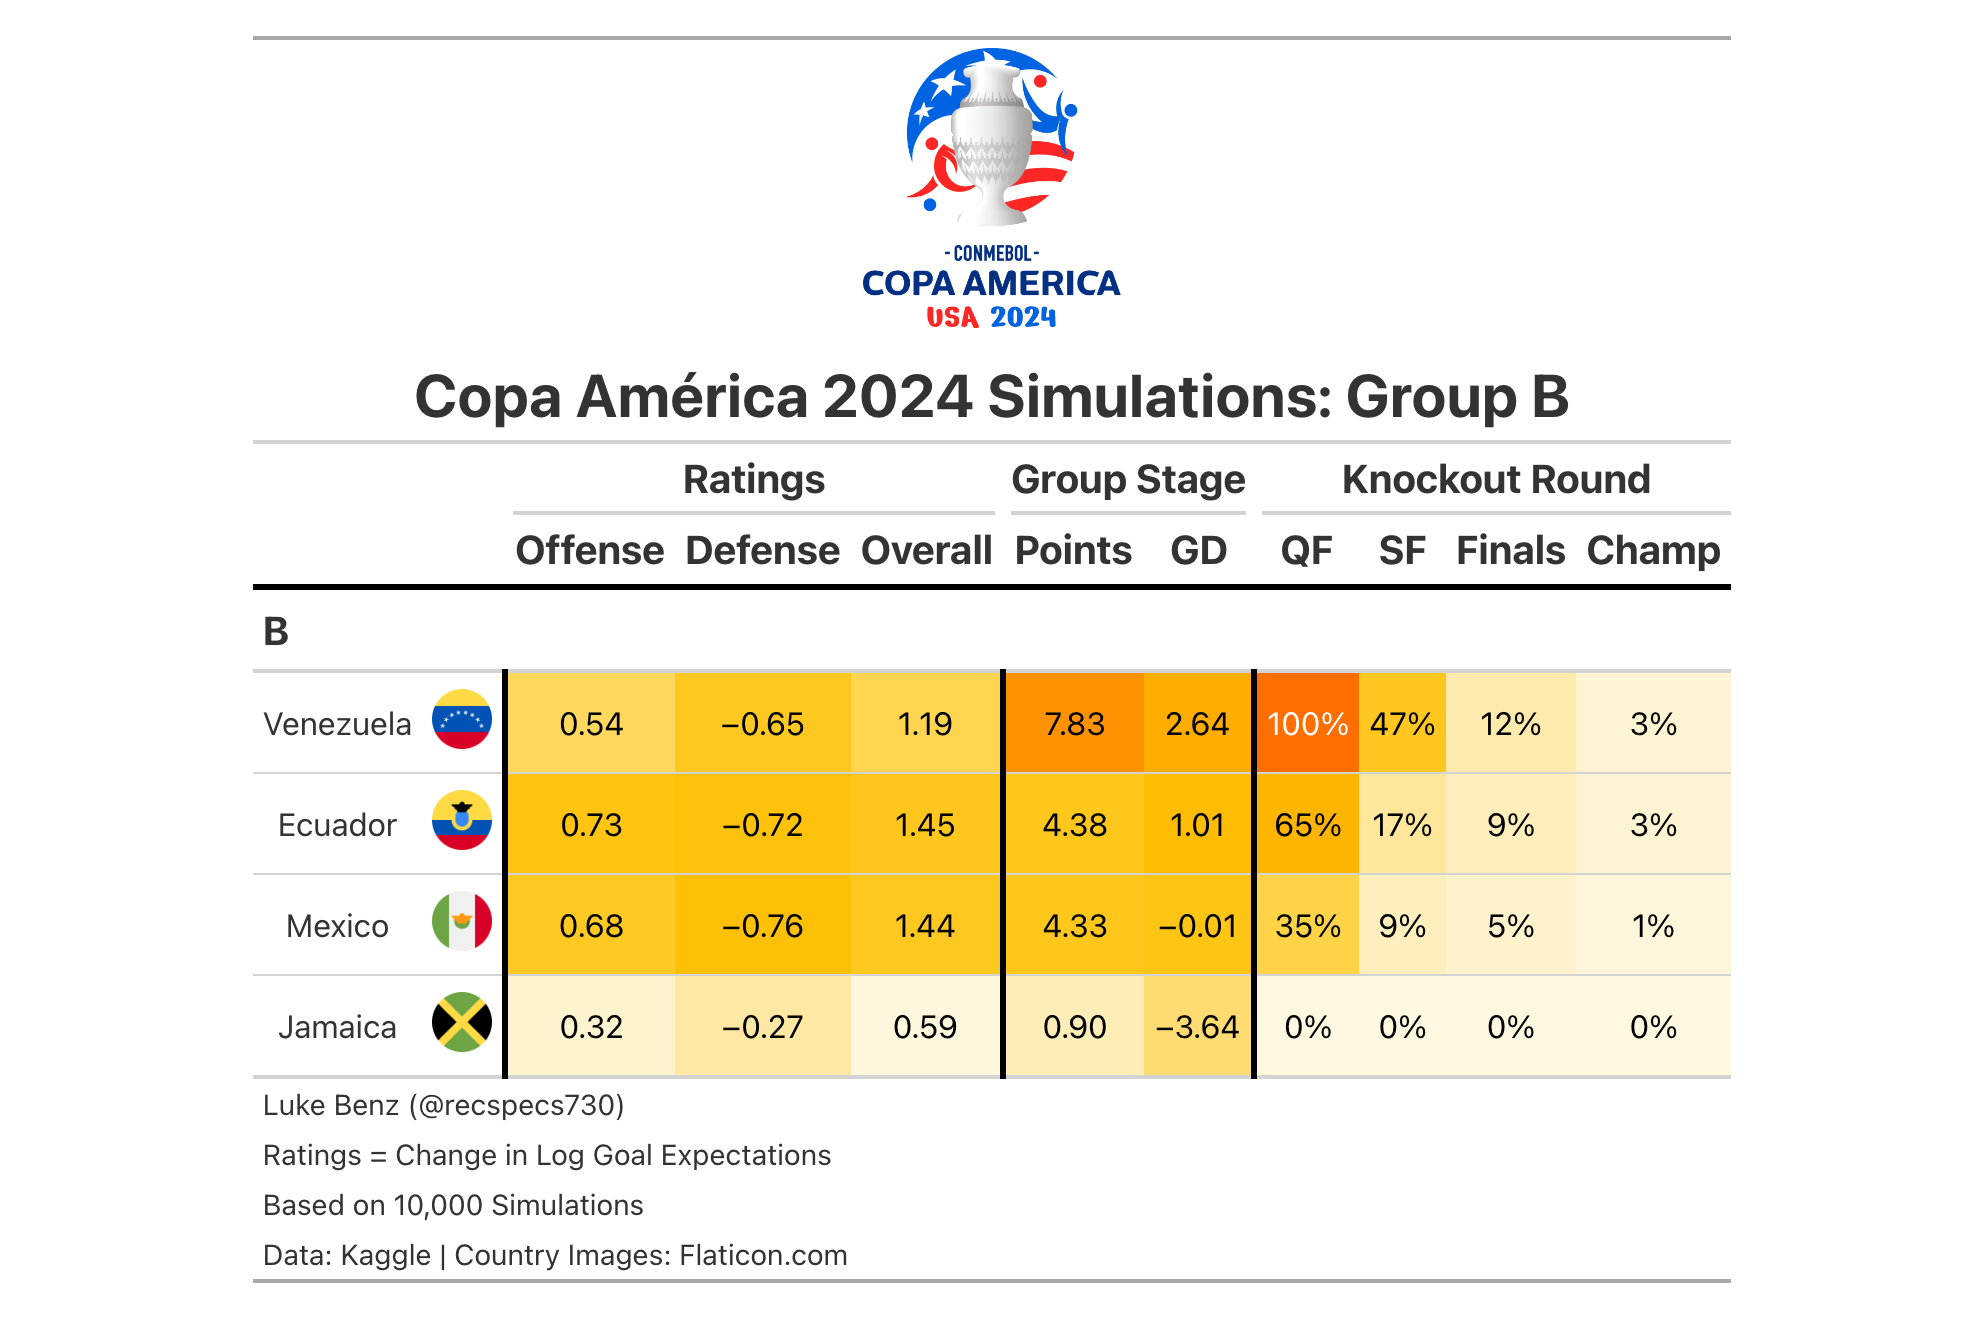 - CONMEBOL -
COPA AMERICA
USA 2024
Copa América 2024 Simulations: Group B
Ratings Group Stage Knockout Round
Offense Defense Overall Points GD QF SF Finals Champ
B
Venezuela 0.54 −0.65 1.19 7.83 2.64 100% 47% 12% 3%
Ecuador 0.73 −0.72 1.45 4.38 1.01 65% 17% 9% 3%
Mexico 0.68 −0.76 1.44 4.33 −0.01 35% 9% 5% 1%
Jamaica 0.32 −0.27 0.59 0.90 −3.64 0% 0% 0% 0%
Luke Benz (@recspecs730)
Ratings = Change in Log Goal Expectations
Based on 10,000 Simulations
Data: Kaggle | Country Images: Flaticon.com